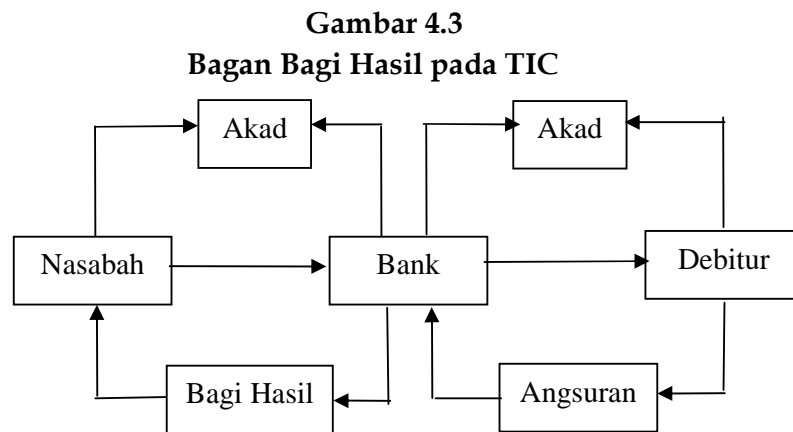 Gambar 4.3
Bagan Bagi Hasil pada TIC
Akad
Akad
Nasabah
Bank
Debitur
Bagi Hasil
Angsuran